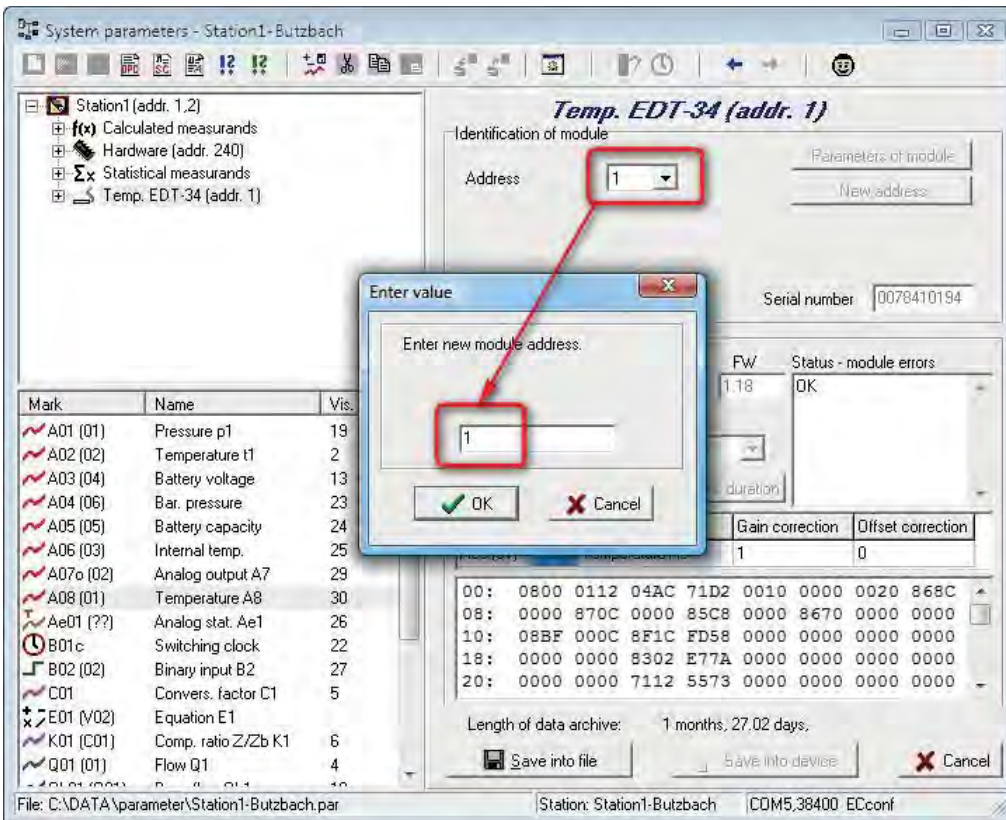 System parameters - Station1-Butzbach
Station1 (addr. 1,2)
f(x) Calculated measurands
Hardware (addr. 240)
Σx Statistical measurands
Temp. EDT-34 (addr. 1)
Temp. EDT-34 (addr. 1)
Identification of module
Address 1
Parameters of module
New address
Serial number 0078410194
Enter value
Enter new module address.
1
OK Cancel
FW Status - module errors
1.18 OK
duration
Gain correction Offset correction
1 0
Mark Name Vis.
A01 (01) Pressure p1 19
A02 (02) Temperature t1 2
A03 (04) Battery voltage 13
A04 (06) Bar. pressure 23
A05 (05) Battery capacity 24
A06 (03) Internal temp. 25
A07o (02) Analog output A7 29
A08 (01) Temperature A8 30
Ae01 (??) Analog stat. Ae1 26
B01c Switching clock 22
B02 (02) Binary input B2 27
C01 Convers. factor C1 5
E01 (V02) Equation E1
K01 (C01) Comp. ratio Z/Zb K1 6
Q01 (01) Flow Q1 4
00: 0800 0112 04AC 71D2 0010 0000 0020 868C
08: 0000 870C 0000 85C8 0000 8670 0000 0000
10: 08BF 000C 8F1C FD58 0000 0000 0000 0000
18: 0000 0000 8302 E77A 0000 0000 0000 0000
20: 0000 0000 7112 5573 0000 0000 0000 0000
Length of data archive: 1 months, 27.02 days,
Save into file Save into device Cancel
File: C:\DATA\parameter\Station1-Butzbach.par Station: Station1-Butzbach COM5,38400 ECconf